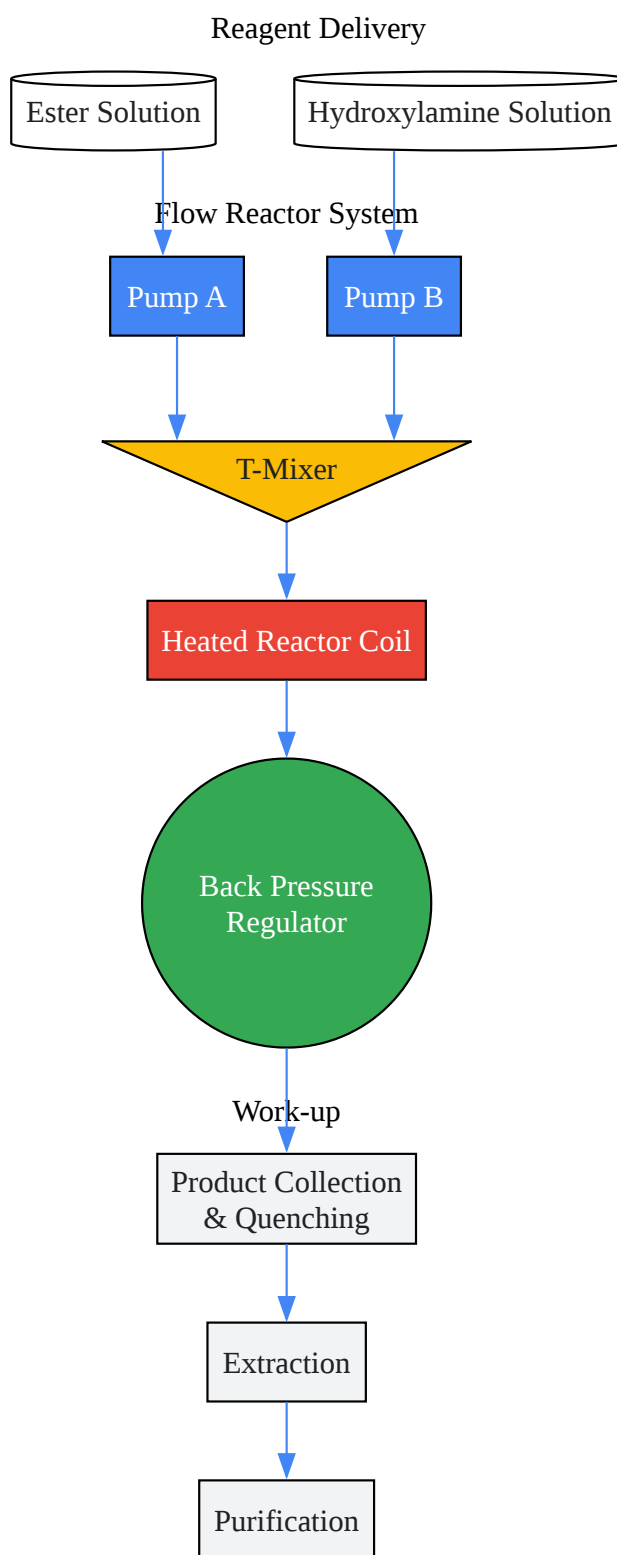 Reagent Delivery
Ester Solution
Hydroxylamine Solution
Flow Reactor System
Pump A
Pump B
T-Mixer
Heated Reactor Coil
Back Pressure
Regulator
Work-up
Product Collection
& Quenching
Extraction
Purification